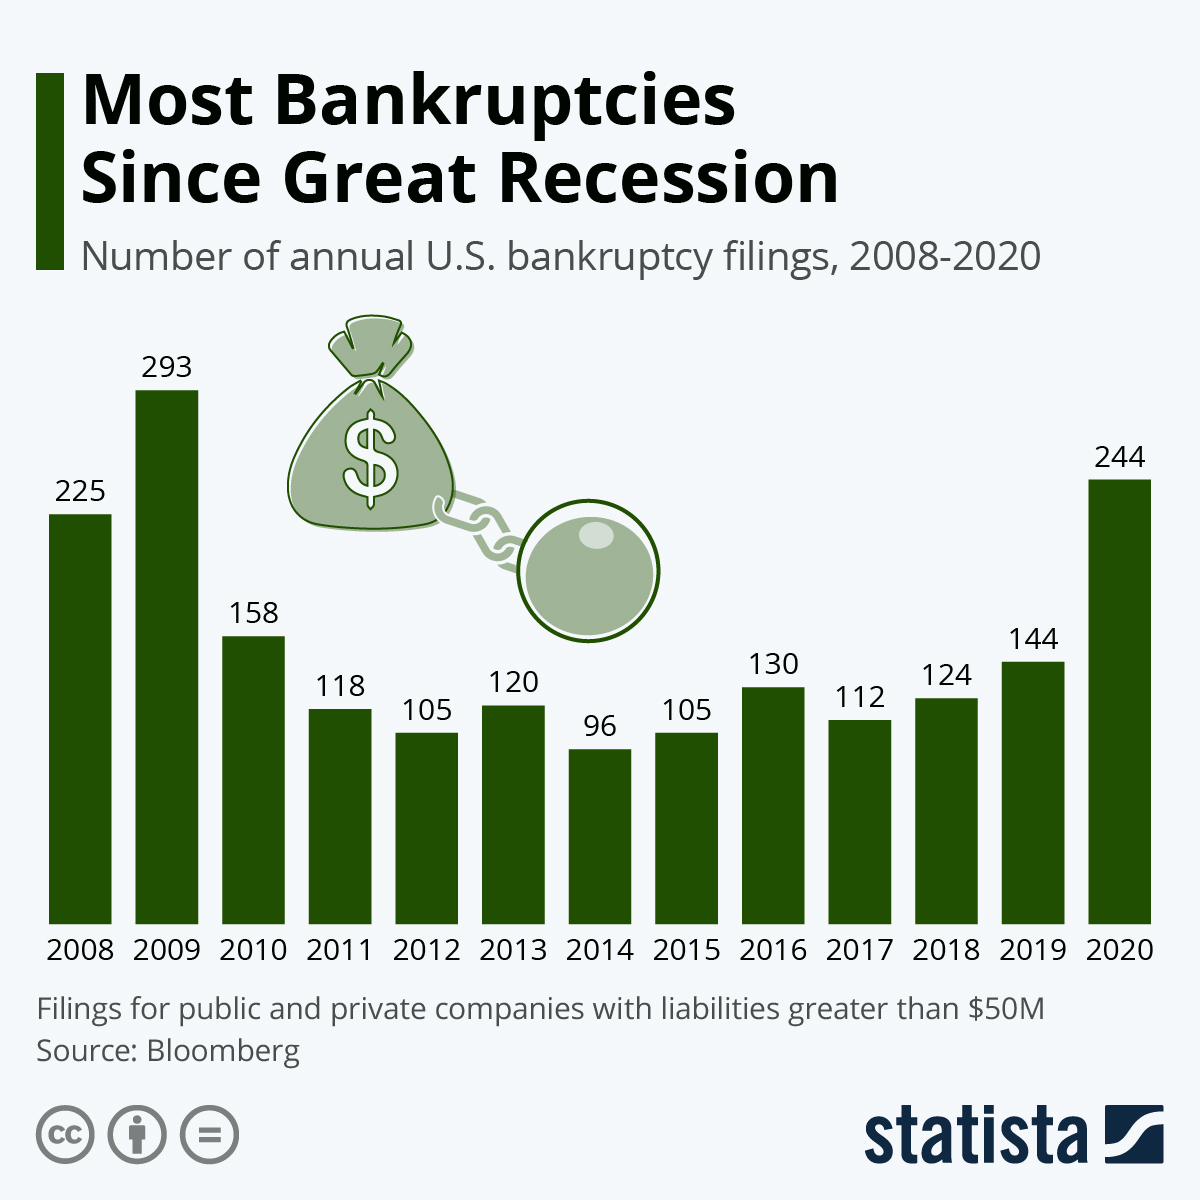 Most Bankruptcies
Since Great Recession
Number of annual U.S. bankruptcy filings, 2008-2020
$
225
293
158
118
105
120
96
105
130
112
124
144
244
2008 2009 2010 2011 2012 2013 2014 2015 2016 2017 2018 2019 2020
Filings for public and private companies with liabilities greater than $50M
Source: Bloomberg
cc =
statista